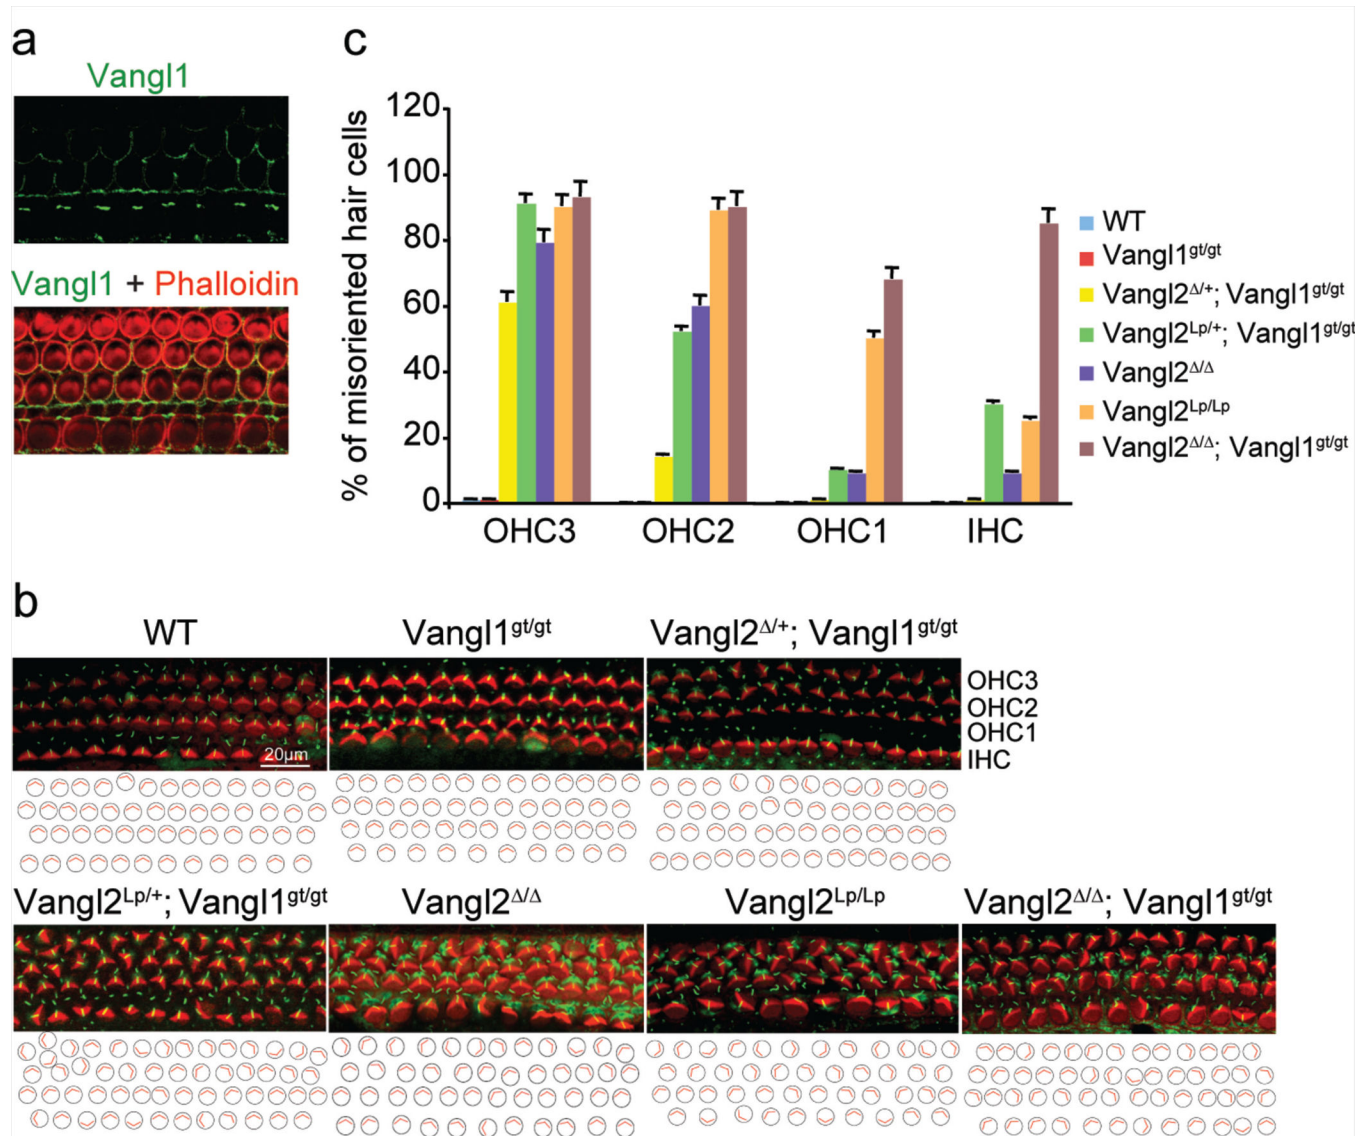 a
Vangl1
Vangl1 + Phalloidin
c
% of misoriented hair cells
120
100
80
60
40
20
0
OHC3 OHC2 OHC1 IHC
WT
Vangl1gt/gt
Vangl2Δ/+; Vangl1gt/gt
Vangl2Lp/+; Vangl1gt/gt
Vangl2Δ/Δ
Vangl2Lp/Lp
Vangl2Δ/Δ; Vangl1gt/gt
b
WT Vangl1gt/gt Vangl2Δ/+; Vangl1gt/gt
OHC3
OHC2
OHC1
IHC
20µm
Vangl2Lp/+; Vangl1gt/gt Vangl2Δ/Δ Vangl2Lp/Lp Vangl2Δ/Δ; Vangl1gt/gt